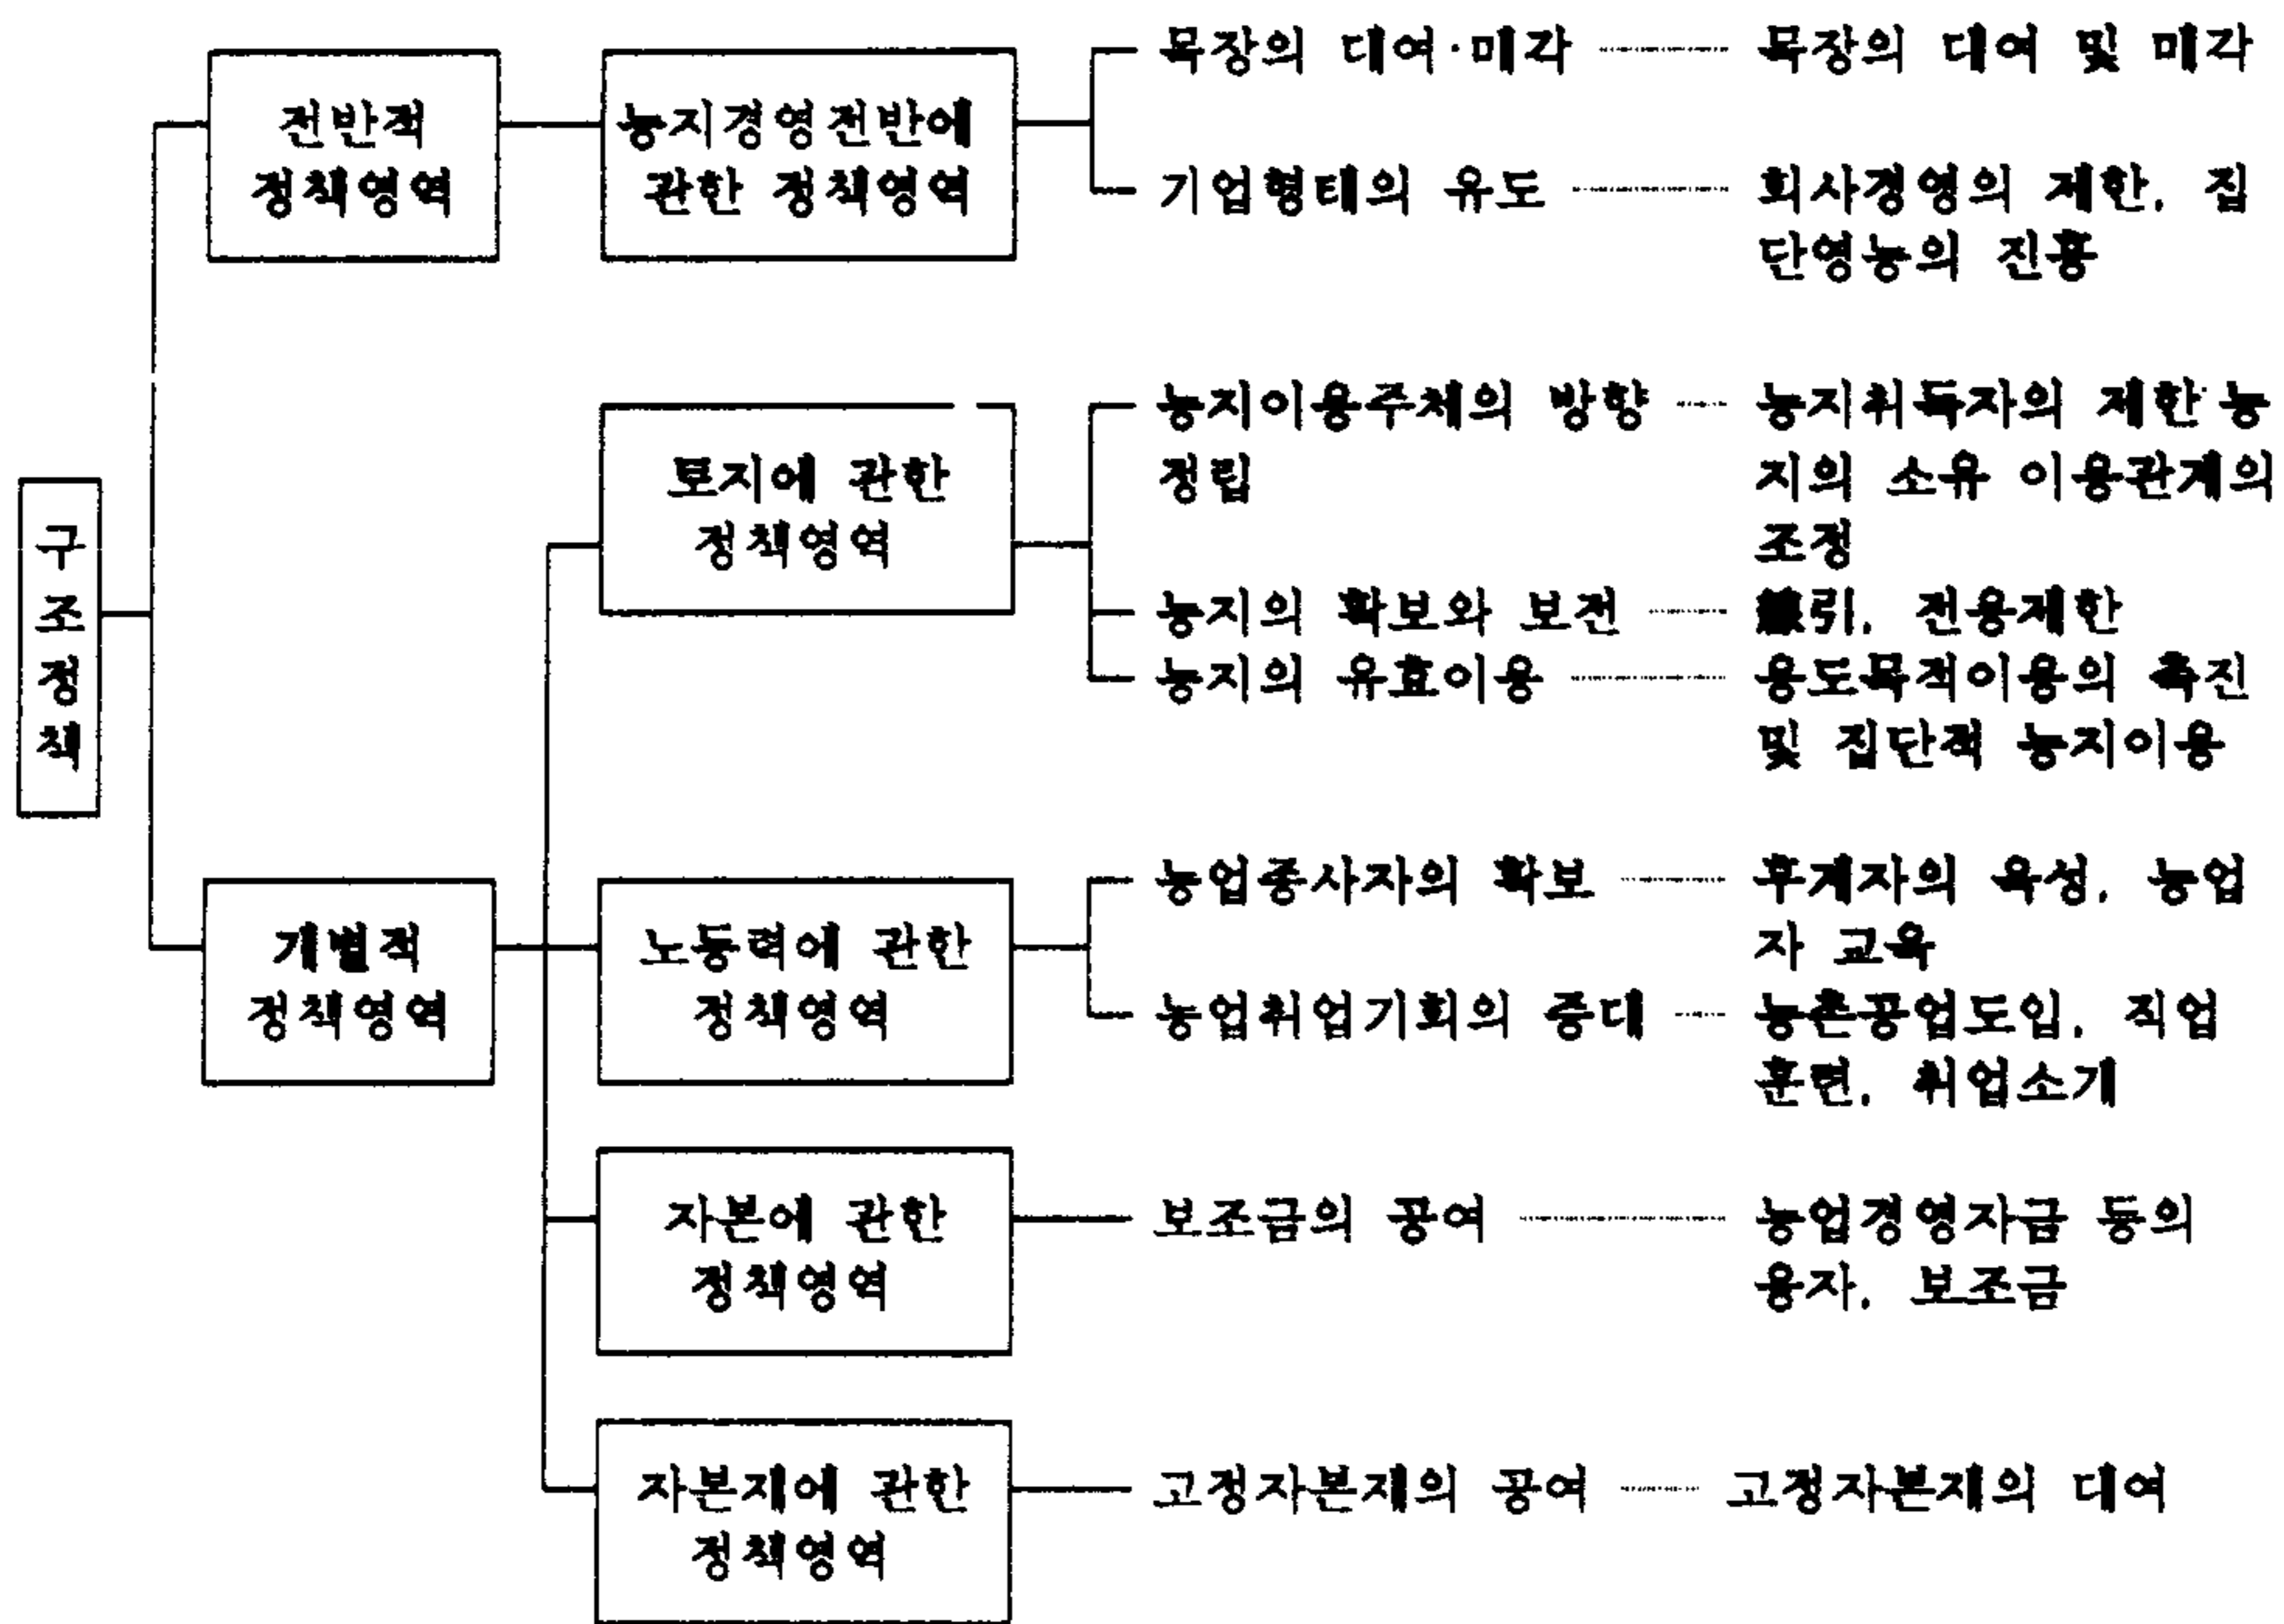 구조정책
전반적
정책영역
농지경영전반에
관한 정책영역
목장의 대여·매각
목장의 대여 및 매각
기업형태의 유도
회사경영의 제한, 집
단영농의 진흥
토지에 관한
정책영역
농지이용주체의 방향
정립
농지취득자의 제한·농
지의 소유 이용관계의
조정
농지의 확보와 보전
引, 전용제한
농지의 유효이용
용도목적이용의 촉진
및 집단적 농지이용
개별적
정책영역
노동력에 관한
정책영역
농업종사자의 확보
후계자의 육성, 농업
자 교육
농업취업기회의 증대
농촌공업도입, 직업
훈련, 취업소개
자본에 관한
정책영역
보조금의 공여
농업경영자금 등의
융자, 보조금
자본재에 관한
정책영역
고정자본재의 공여
고정자본재의 대여